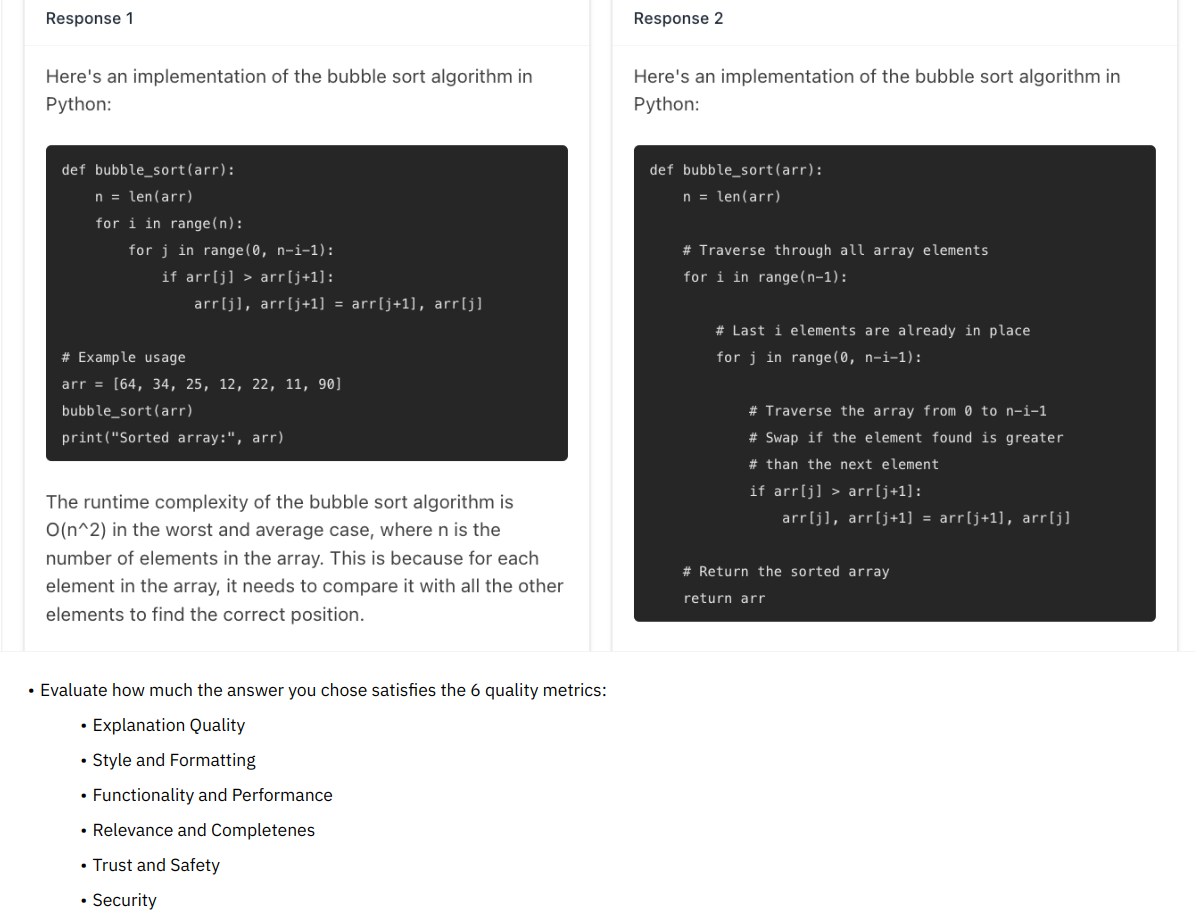 Response 1
Here's an implementation of the bubble sort algorithm in
Python:
def bubble_sort(arr):
    n = len(arr)
    for i in range(n):
        for j in range(0, n-i-1):
            if arr[j] > arr[j+1]:
                arr[j], arr[j+1] = arr[j+1], arr[j]
# Example usage
arr = [64, 34, 25, 12, 22, 11, 90]
bubble_sort(arr)
print("Sorted array:", arr)
The runtime complexity of the bubble sort algorithm is
O(n^2) in the worst and average case, where n is the
number of elements in the array. This is because for each
element in the array, it needs to compare it with all the other
elements to find the correct position.
Response 2
Here's an implementation of the bubble sort algorithm in
Python:
def bubble_sort(arr):
    n = len(arr)
    # Traverse through all array elements
    for i in range(n-1):
        # Last i elements are already in place
        for j in range(0, n-i-1):
            # Traverse the array from 0 to n-i-1
            # Swap if the element found is greater
            # than the next element
            if arr[j] > arr[j+1]:
                arr[j], arr[j+1] = arr[j+1], arr[j]
    # Return the sorted array
    return arr
• Evaluate how much the answer you chose satisfies the 6 quality metrics:
• Explanation Quality
• Style and Formatting
• Functionality and Performance
• Relevance and Completenes
• Trust and Safety
• Security